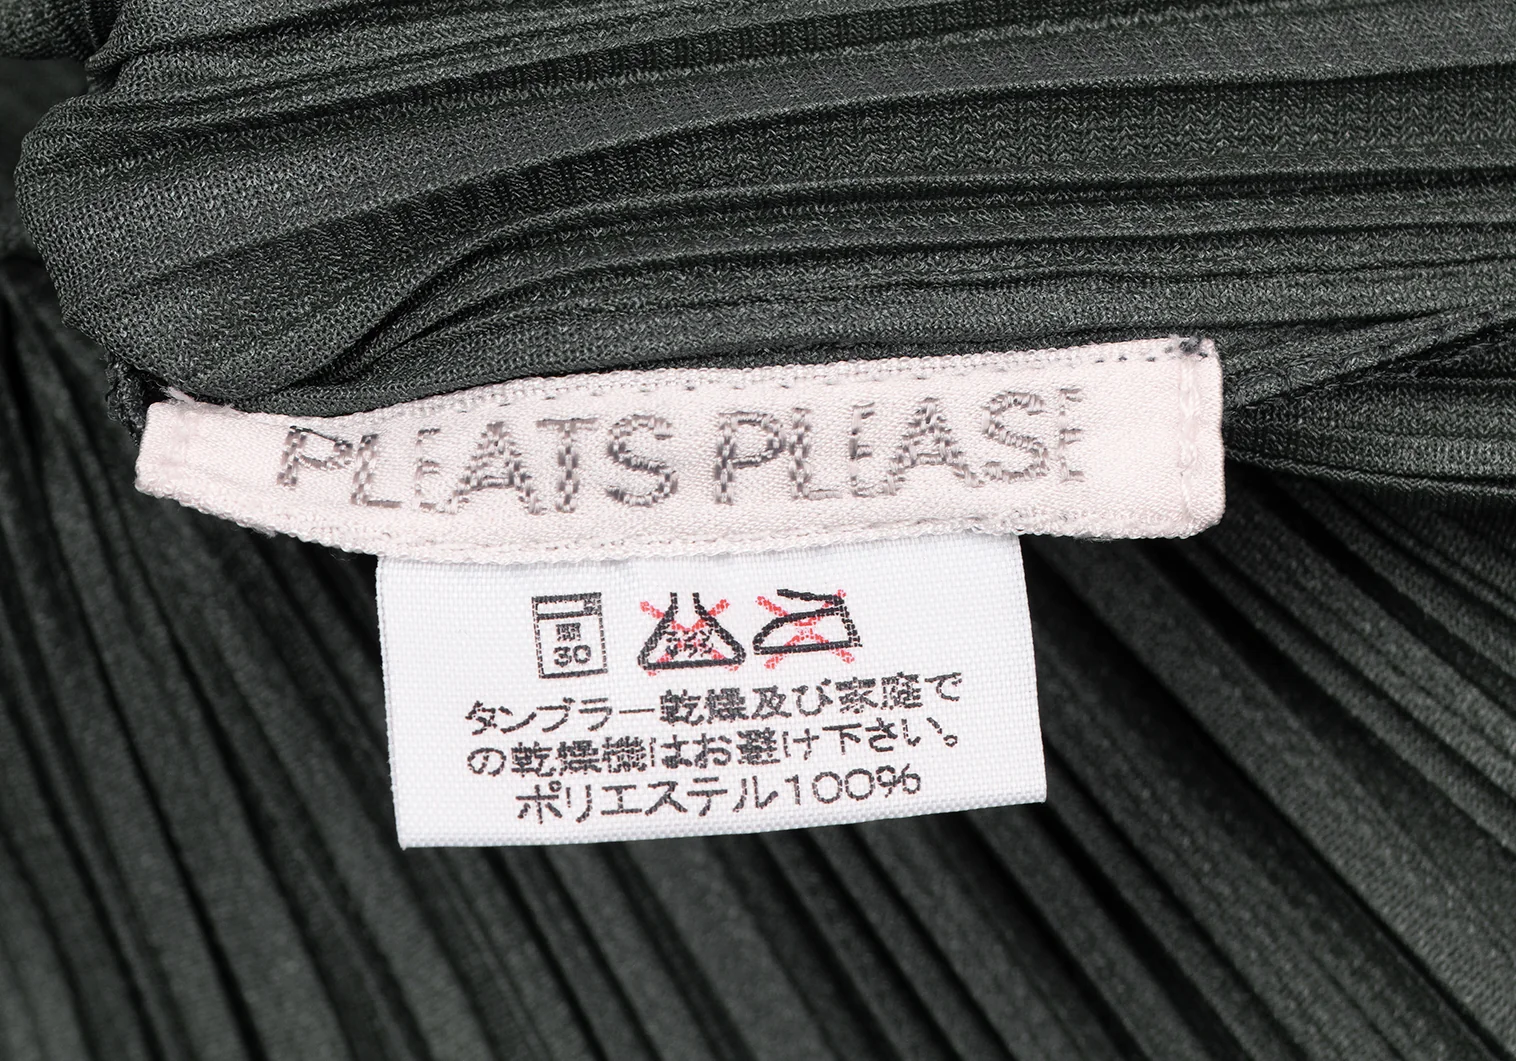 PLEATS PLEASE
30
タンブラー乾燥及び家庭で
の乾燥機はお避け下さい。
ポリエステル100%